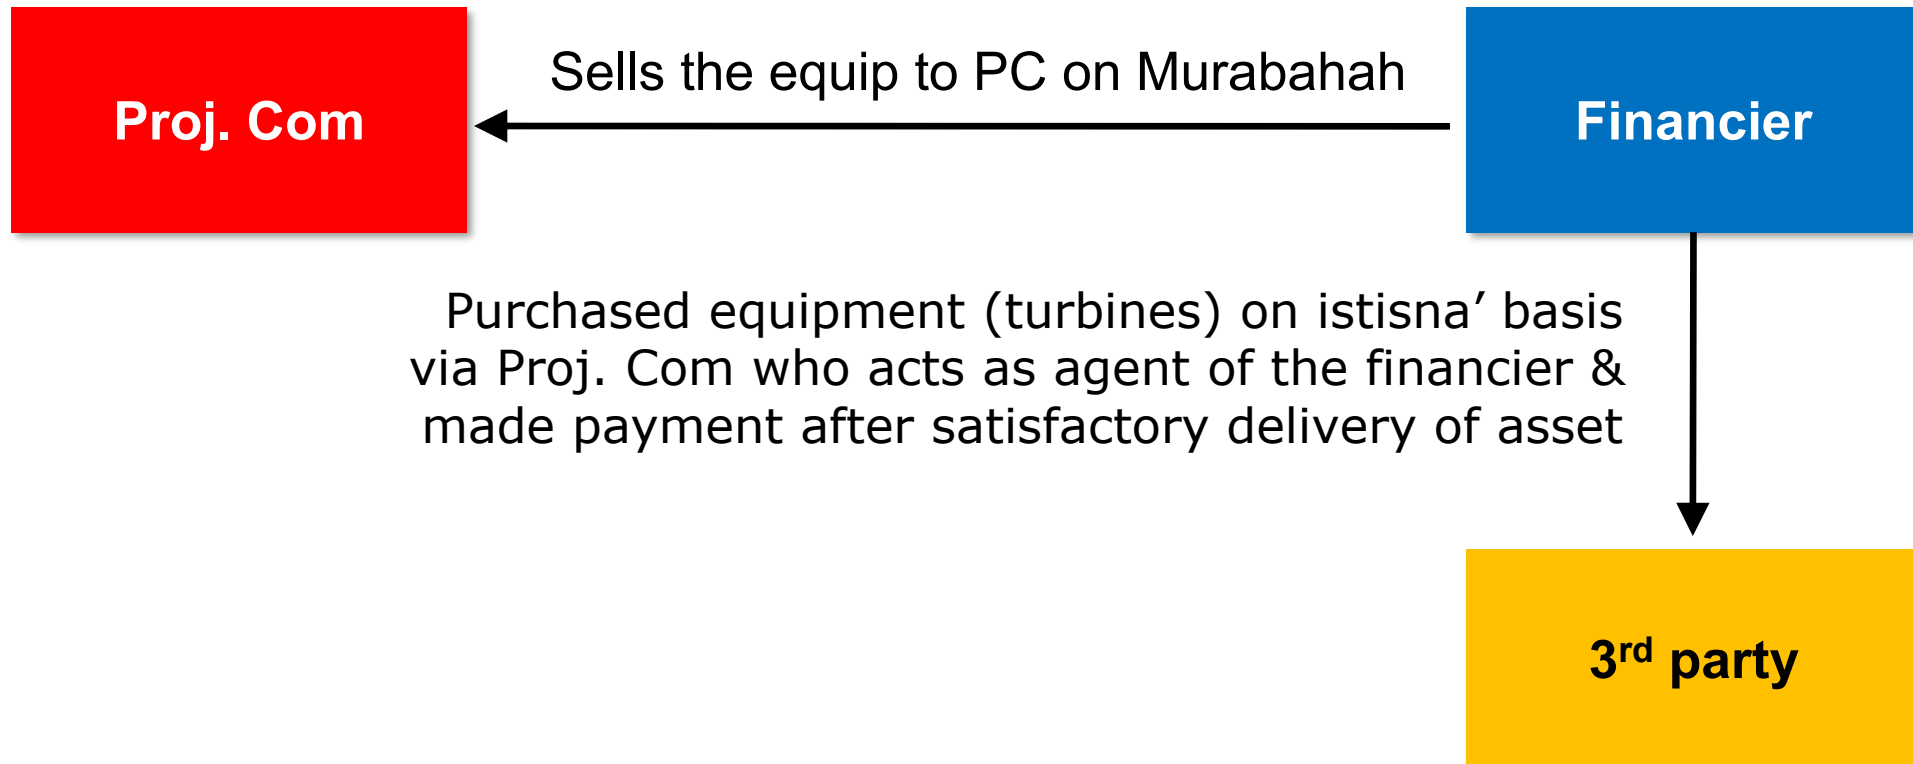 Sells the equip to PC on Murabahah
Proj. Com
Financier
Purchased equipment (turbines) on istisna’ basis
via Proj. Com who acts as agent of the financier &
made payment after satisfactory delivery of asset
3rd party